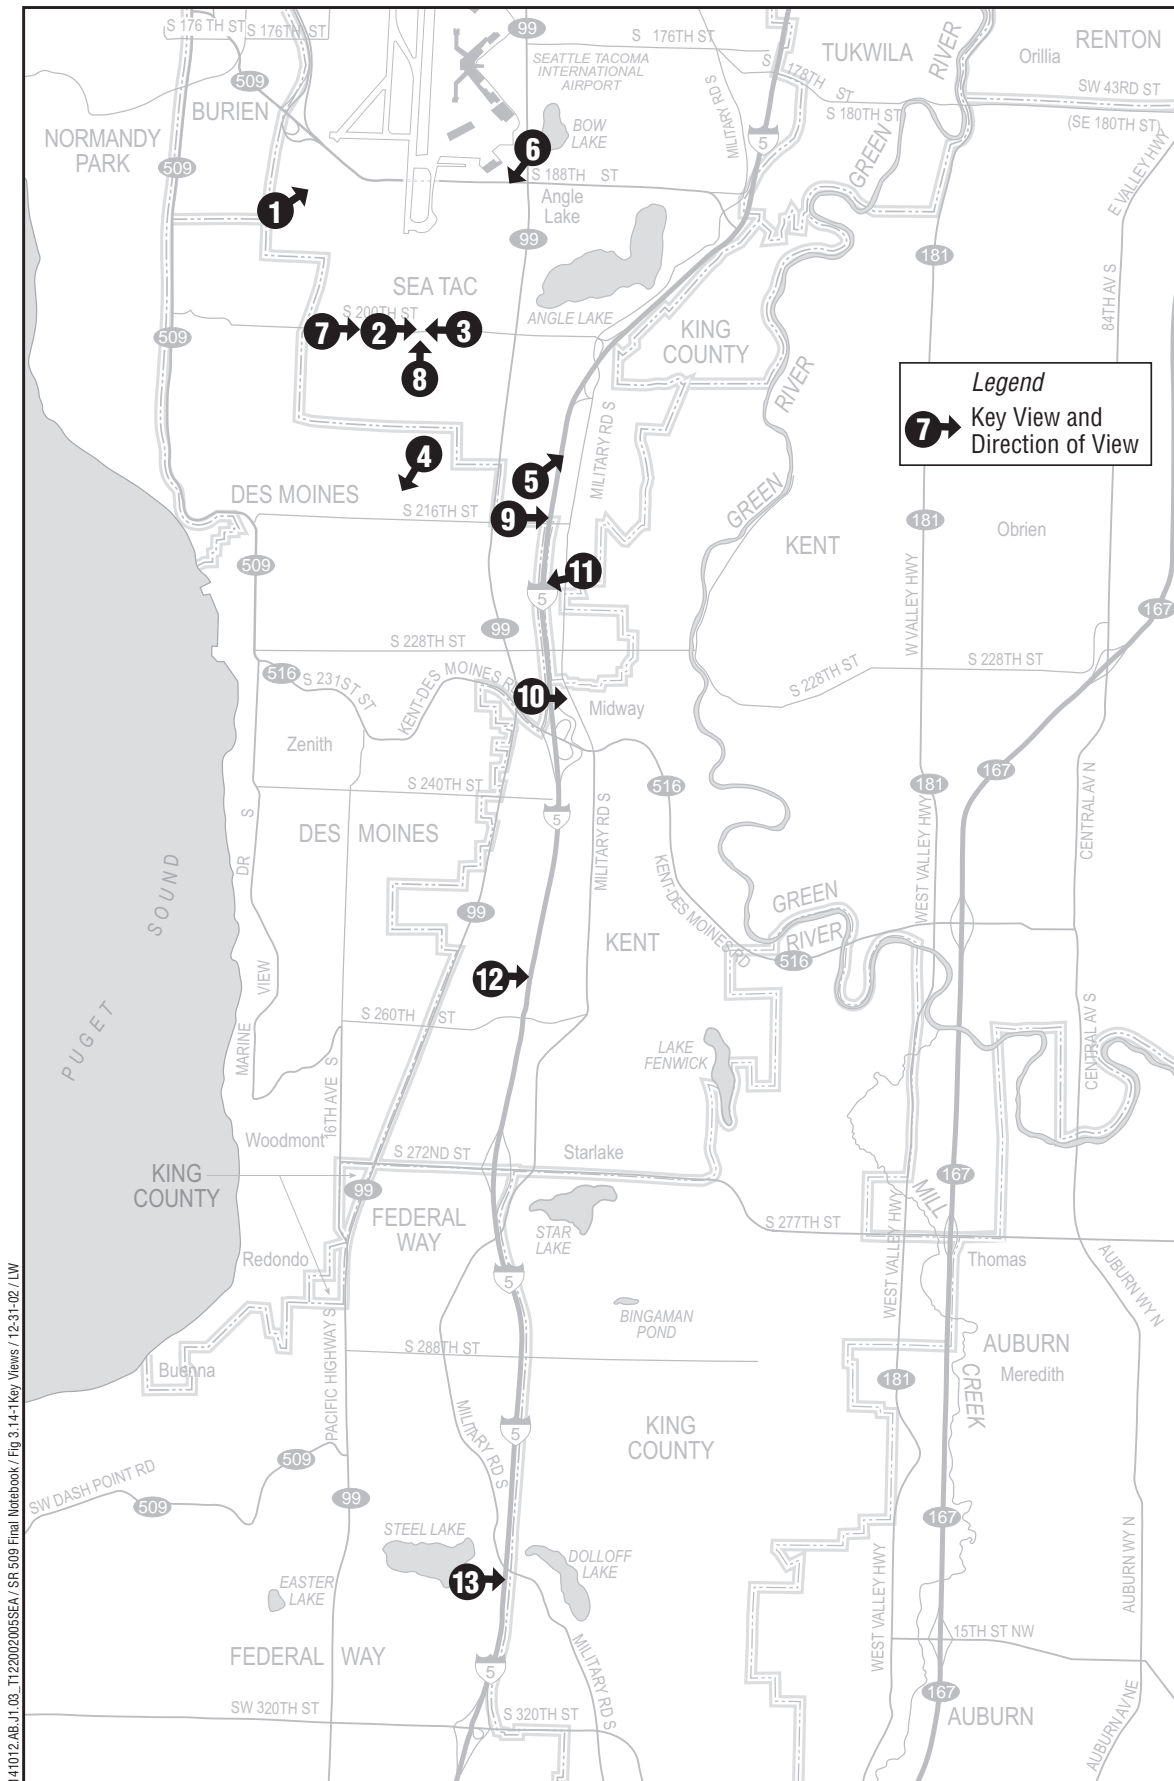 S 176 TH ST
S 176TH ST
99
S 176TH ST
TUKWILA
RIVER
Orillia
RENTON
SEATTLE TACOMA
INTERNATIONAL
AIRPORT
S 178TH ST
SW 43RD ST
509
BURIEN
MILITARY RD S
S 180TH ST
(SE 180TH ST)
NORMANDY
PARK
BOW
LAKE
5
GREEN
E VALLEY HWY
509
6
S 188TH ST
1
Angle
Lake
99
181
84TH AV S
SEA TAC
S 200TH ST
ANGLE LAKE
KING
COUNTY
509
7
2
3
8
RIVER
Legend
7
Key View and
Direction of View
MILITARY RD S
4
5
DES MOINES
S 216TH ST
9
GREEN
181
Obrien
KENT
509
11
5
W VALLEY HWY
167
99
S 228TH ST
S 228TH ST
S 228TH ST
516
S 231ST ST
KENT-DES MOINES R
10
Midway
Zenith
S 240TH ST
516
181
167
S
5
MILITARY RD S
CENTRAL AV N
DES MOINES
DR
WEST VALLEY HWY
PUGET SOUND
KENT-DES MOINES RD
GREEN
RIVER
99
KENT
516
12
VIEW
S 260TH ST
MARINE
CENTRAL AV S
LAKE
FENWICK
16TH AVE S
Woodmont
S 272ND ST
Starlake
KING
COUNTY
99
167
MILL
FEDERAL
WAY
STAR
LAKE
S 277TH ST
WEST VALLEY HWY
Redondo
Thomas
5
AUBURN WY N
BINGAMAN
POND
PACIFIC HIGHWAY S
S 288TH ST
AUBURN
Meredith
Buenna
181
CREEK
MILITARY RD S
5
KING
COUNTY
509
SW DASH POINT RD
509
99
167
STEEL LAKE
DOLLOFF
LAKE
13
EASTER
LAKE
WEST VALLEY HWY
AUBURN WY N
15TH ST NW
FEDERAL WAY
5
MILITARY RD S
167
SW 320TH ST
S 320TH ST
AUBURN
AUBURN AV NE
141012.AB.J1.03_T122002005SEA / SR 509 Final Notebook / Fig 3.14-1Key Views / 12-31-02 / LW